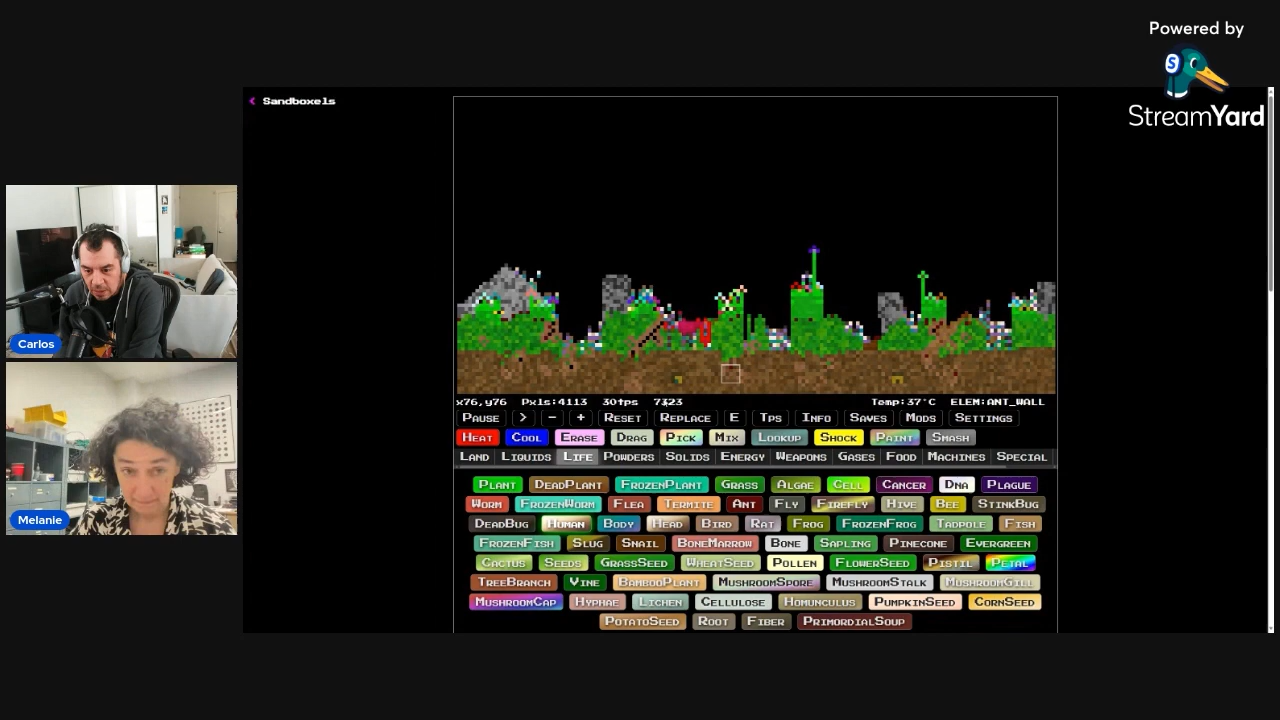 Powered by
StreamYard
< Sandboxels
Carlos
Melanie
x76,y76 Pxls:4113 30tps 7323 Temp:37°C ELEM:ANT_WALL
PAUSE > - + RESET REPLACE E TPS INFO SAVES MODS SETTINGS
HEAT COOL ERASE DRAG PICK MIX LOOKUP SHOCK PAINT SMASH
LAND LIQUIDS LIFE POWDERS SOLIDS ENERGY WEAPONS GASES FOOD MACHINES SPECIAL
PLANT DEADPLANT FROZENPLANT GRASS ALGAE CELL CANCER DNA PLAGUE
WORM FROZENWORM FLEA TERMITE ANT FLY FIREFLY HIVE BEE STINKBUG
DEADBUG HUMAN BODY HEAD BIRD RAT FROG FROZENFROG TADPOLE FISH
FROZENFISH SLUG SNAIL BONEMARROW BONE SAPLING PINECONE EVERGREEN
CACTUS SEEDS GRASSSEED WHEATSEED POLLEN FLOWERSEED PISTIL PETAL
TREEBRANCH VINE BAMBOOPLANT MUSHROOMSPORE MUSHROOMSTALK MUSHROOMGILL
MUSHROOMCAP HYPHAE LICHEN CELLULOSE HOMUNCULUS PUMPKINSEED CORNSEED
POTATOSEED ROOT FIBER PRIMORDIALSOUP